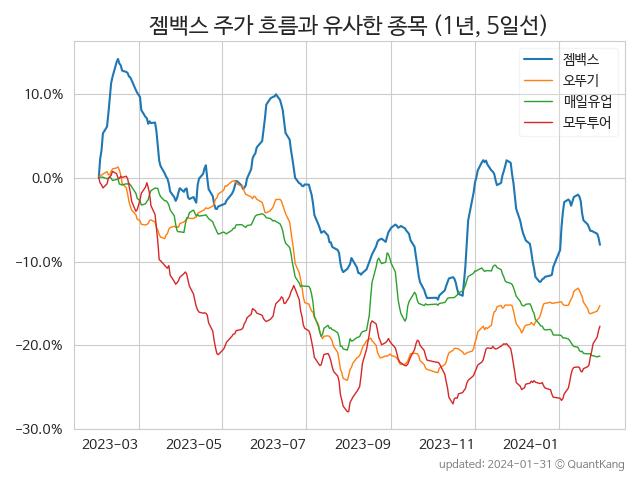 젬백스 주가 흐름과 유사한 종목 (1년, 5일선)
젬백스
오뚜기
매일유업
모두투어
10.0%
0.0%
−10.0%
−20.0%
−30.0%
2023-03 2023-05 2023-07 2023-09 2023-11 2024-01
updated: 2024-01-31 © QuantKang